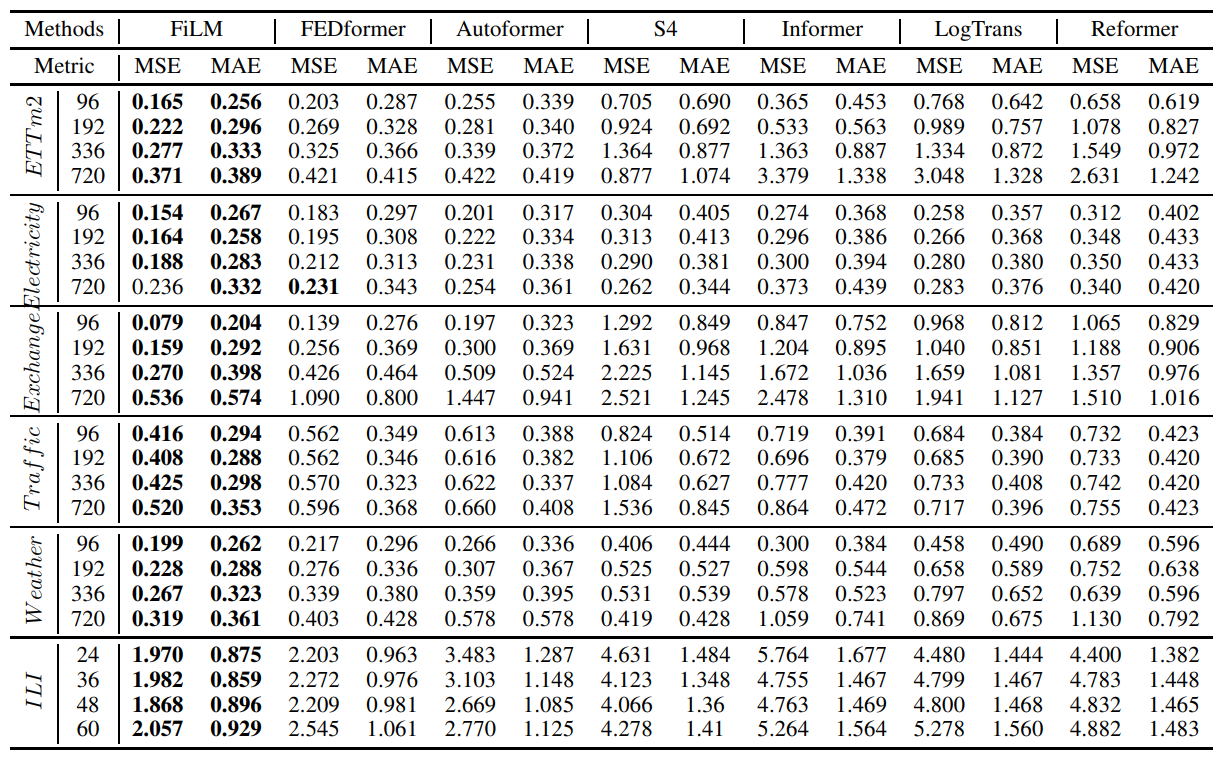 Methods FiLM FEDformer Autoformer S4 Informer LogTrans Reformer
Metric MSE MAE MSE MAE MSE MAE MSE MAE MSE MAE MSE MAE MSE MAE
ETTm2
96 0.165 0.256 0.203 0.287 0.255 0.339 0.705 0.690 0.365 0.453 0.768 0.642 0.658 0.619
192 0.222 0.296 0.269 0.328 0.281 0.340 0.924 0.692 0.533 0.563 0.989 0.757 1.078 0.827
336 0.277 0.333 0.325 0.366 0.339 0.372 1.364 0.877 1.363 0.887 1.334 0.872 1.549 0.972
720 0.371 0.389 0.421 0.415 0.422 0.419 0.877 1.074 3.379 1.338 3.048 1.328 2.631 1.242
Electricity
96 0.154 0.267 0.183 0.297 0.201 0.317 0.304 0.405 0.274 0.368 0.258 0.357 0.312 0.402
192 0.164 0.258 0.195 0.308 0.222 0.334 0.313 0.413 0.296 0.386 0.266 0.368 0.348 0.433
336 0.188 0.283 0.212 0.313 0.231 0.338 0.290 0.381 0.300 0.394 0.280 0.380 0.350 0.433
720 0.236 0.332 0.231 0.343 0.254 0.361 0.262 0.344 0.373 0.439 0.283 0.376 0.340 0.420
Exchange
96 0.079 0.204 0.139 0.276 0.197 0.323 1.292 0.849 0.847 0.752 0.968 0.812 1.065 0.829
192 0.159 0.292 0.256 0.369 0.300 0.369 1.631 0.968 1.204 0.895 1.040 0.851 1.188 0.906
336 0.270 0.398 0.426 0.464 0.509 0.524 2.225 1.145 1.672 1.036 1.659 1.081 1.357 0.976
720 0.536 0.574 1.090 0.800 1.447 0.941 2.521 1.245 2.478 1.310 1.941 1.127 1.510 1.016
Traffic
96 0.416 0.294 0.562 0.349 0.613 0.388 0.824 0.514 0.719 0.391 0.684 0.384 0.732 0.423
192 0.408 0.288 0.562 0.346 0.616 0.382 1.106 0.672 0.696 0.379 0.685 0.390 0.733 0.420
336 0.425 0.298 0.570 0.323 0.622 0.337 1.084 0.627 0.777 0.420 0.733 0.408 0.742 0.420
720 0.520 0.353 0.596 0.368 0.660 0.408 1.536 0.845 0.864 0.472 0.717 0.396 0.755 0.423
Weather
96 0.199 0.262 0.217 0.296 0.266 0.336 0.406 0.444 0.300 0.384 0.458 0.490 0.689 0.596
192 0.228 0.288 0.276 0.336 0.307 0.367 0.525 0.527 0.598 0.544 0.658 0.589 0.752 0.638
336 0.267 0.323 0.339 0.380 0.359 0.395 0.531 0.539 0.578 0.523 0.797 0.652 0.639 0.596
720 0.319 0.361 0.403 0.428 0.578 0.578 0.419 0.428 1.059 0.741 0.869 0.675 1.130 0.792
ILI
24 1.970 0.875 2.203 0.963 3.483 1.287 4.631 1.484 5.764 1.677 4.480 1.444 4.400 1.382
36 1.982 0.859 2.272 0.976 3.103 1.148 4.123 1.348 4.755 1.467 4.799 1.467 4.783 1.448
48 1.868 0.896 2.209 0.981 2.669 1.085 4.066 1.36 4.763 1.469 4.800 1.468 4.832 1.465
60 2.057 0.929 2.545 1.061 2.770 1.125 4.278 1.41 5.264 1.564 5.278 1.560 4.882 1.483